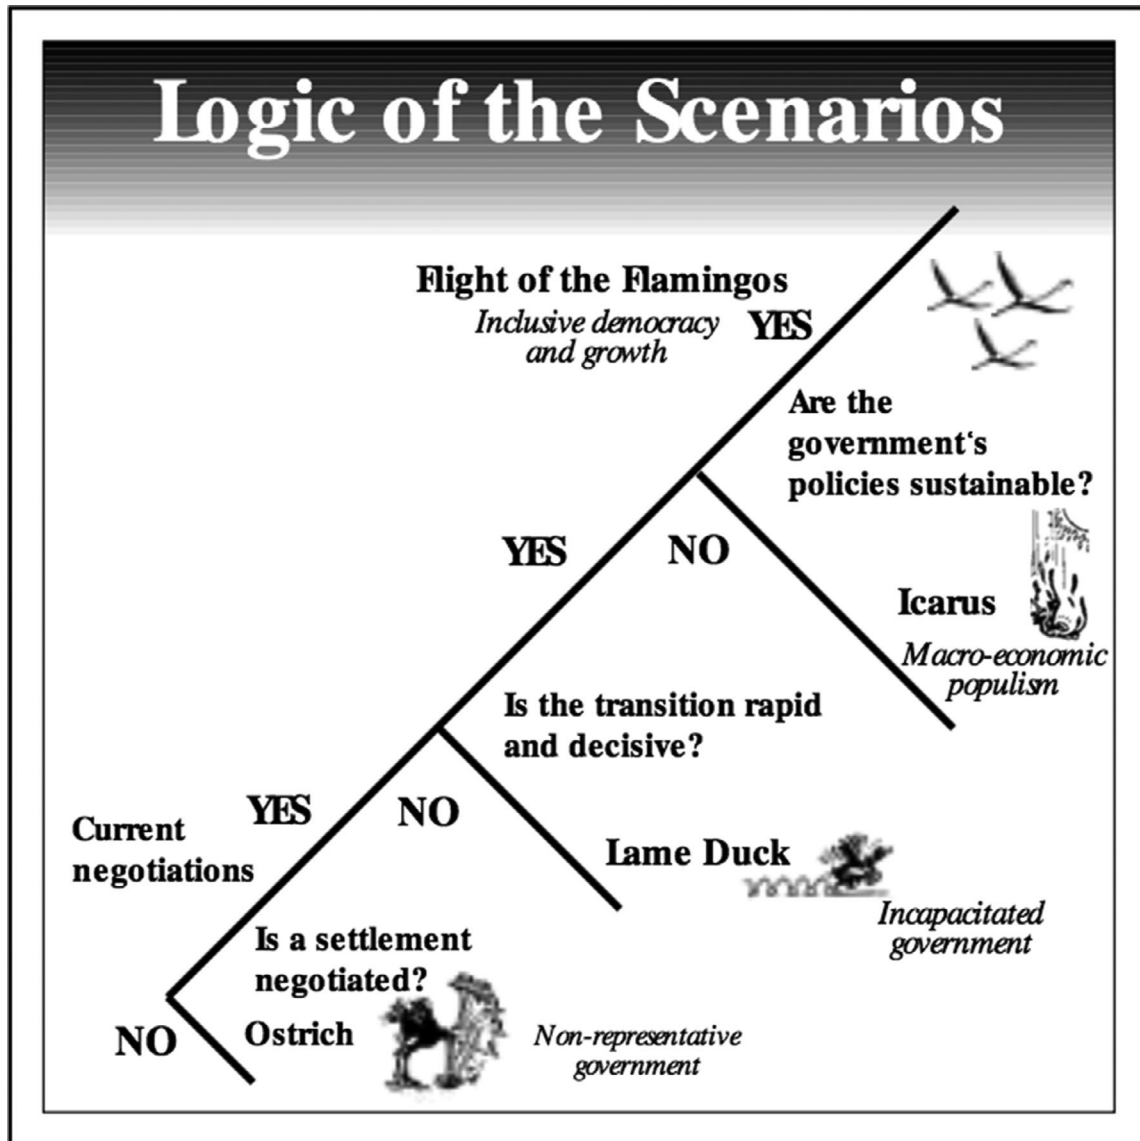 Logic of the Scenarios
Flight of the Flamingos
Inclusive democracy
and growth
YES
Are the
government‘s
policies sustainable?
YES
NO
Icarus
Macro-economic
populism
Is the transition rapid
and decisive?
YES
NO
Current
negotiations
Lame Duck
Incapacitated
government
Is a settlement
negotiated?
NO
Ostrich
Non-representative
government